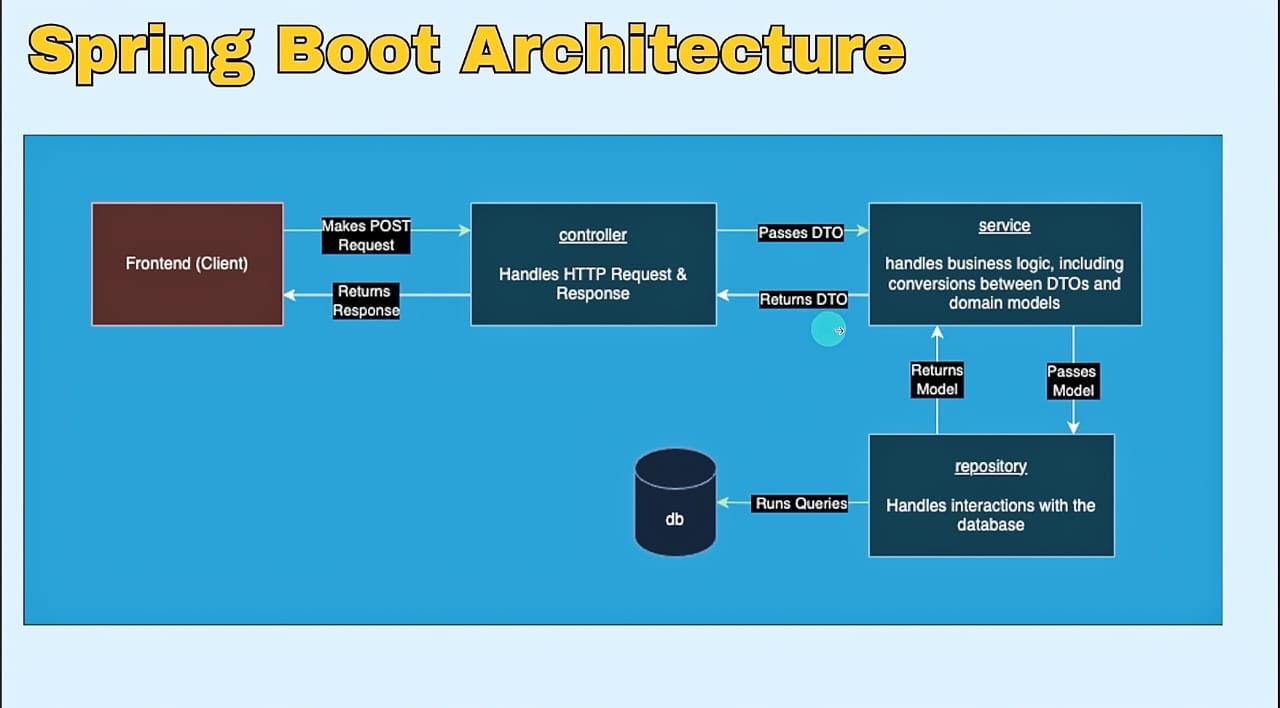 Spring Boot Architecture
Frontend (Client)
Makes POST
Request
Returns
Response
controller
Handles HTTP Request &
Response
Passes DTO
Returns DTO
service
handles business logic, including
conversions between DTOs and
domain models
Returns
Model
Passes
Model
repository
Handles interactions with the
database
Runs Queries
db